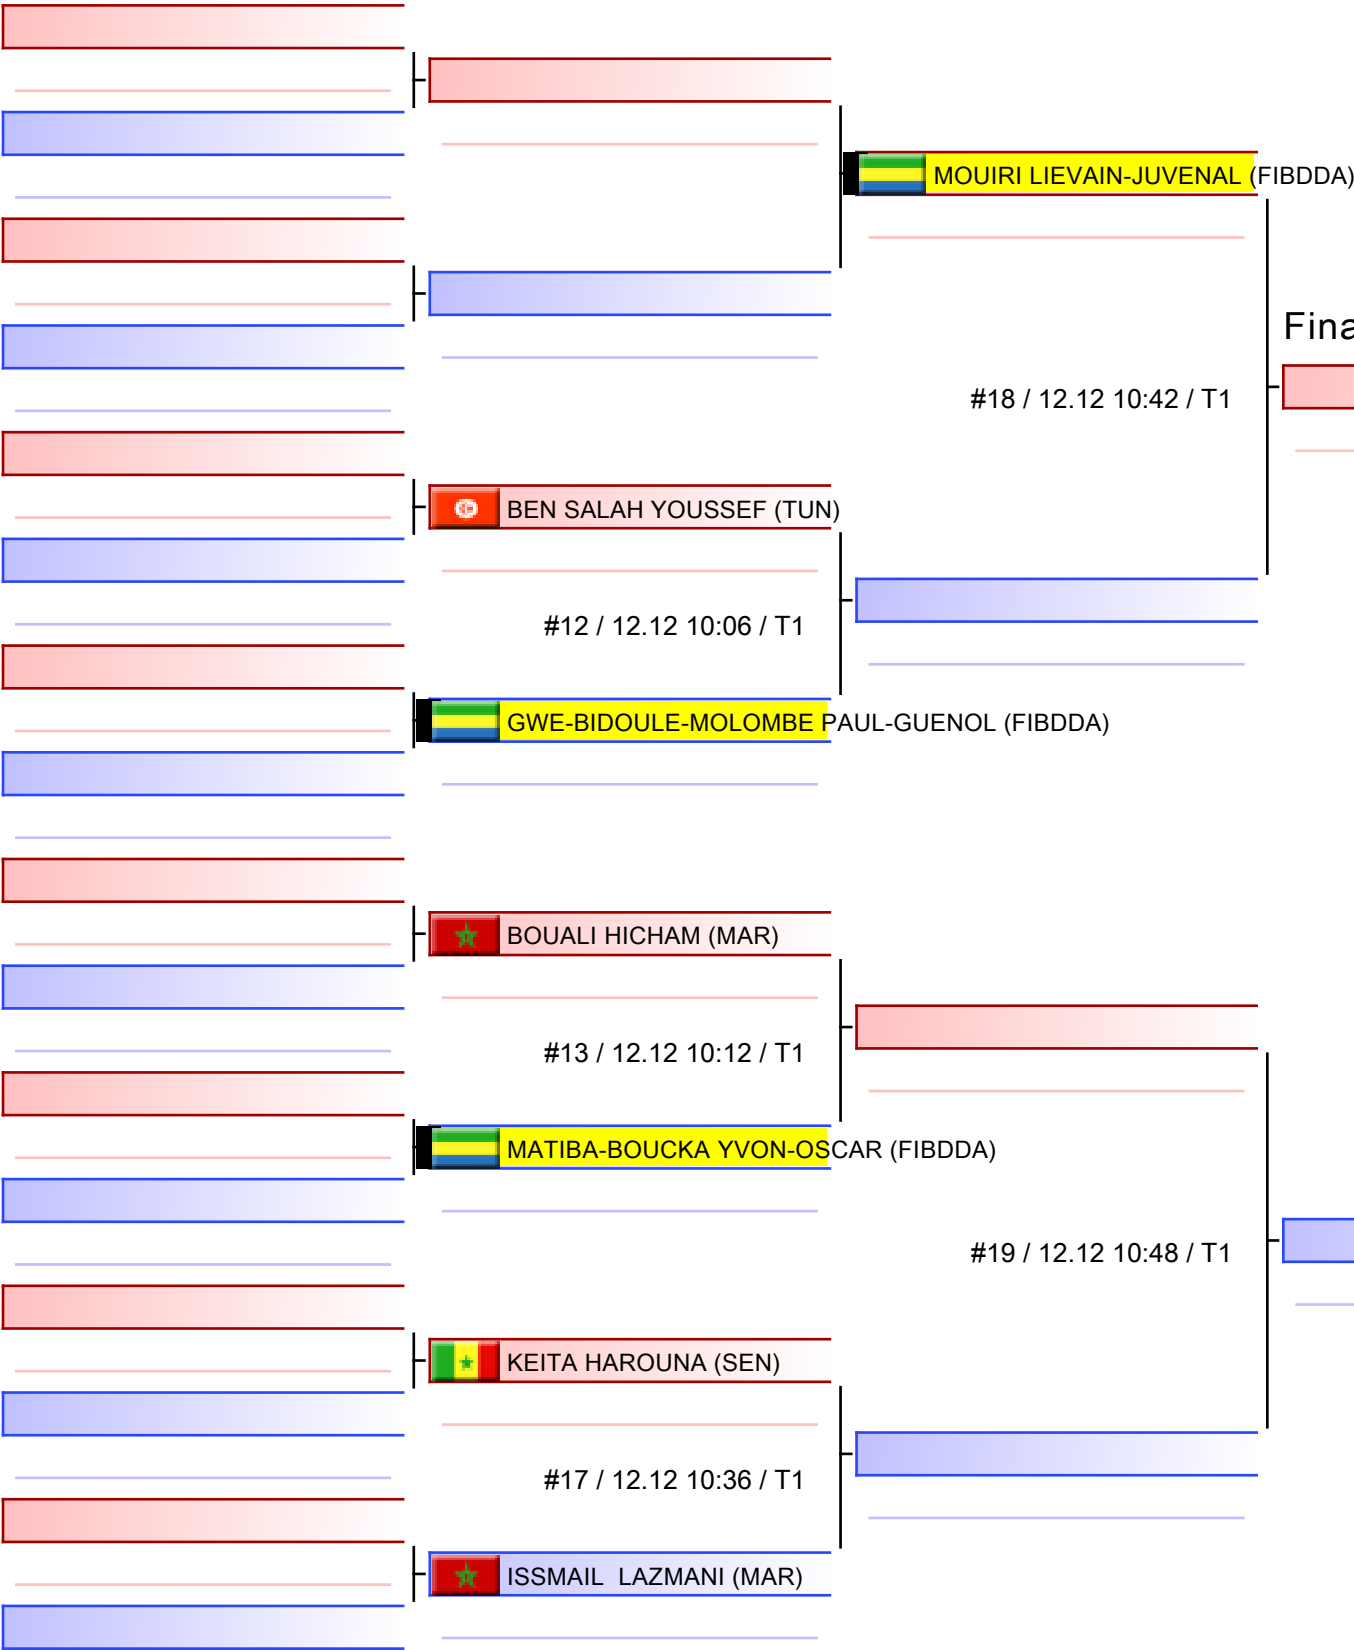 MOUIRI LIEVAIN-JUVENAL (FIBDDA)
Fina
#18 / 12.12 10:42 / T1
BEN SALAH YOUSSEF (TUN)
#12 / 12.12 10:06 / T1
GWE-BIDOULE-MOLOMBE PAUL-GUENOL (FIBDDA)
BOUALI HICHAM (MAR)
#13 / 12.12 10:12 / T1
MATIBA-BOUCKA YVON-OSCAR (FIBDDA)
#19 / 12.12 10:48 / T1
KEITA HAROUNA (SEN)
#17 / 12.12 10:36 / T1
ISSMAIL  LAZMANI (MAR)